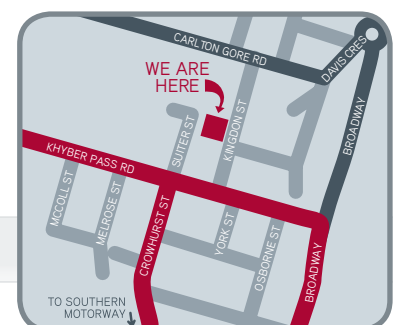 CARLTON GORE RD
DAVIS CRES
WE ARE
HERE
BROADWAY
KINGDON ST
SUITER ST
KHYBER PASS RD
MCCOLL ST
MELROSE ST
CROWHURST ST
YORK ST
OSBORNE ST
BROADWAY
TO SOUTHERN
MOTORWAY